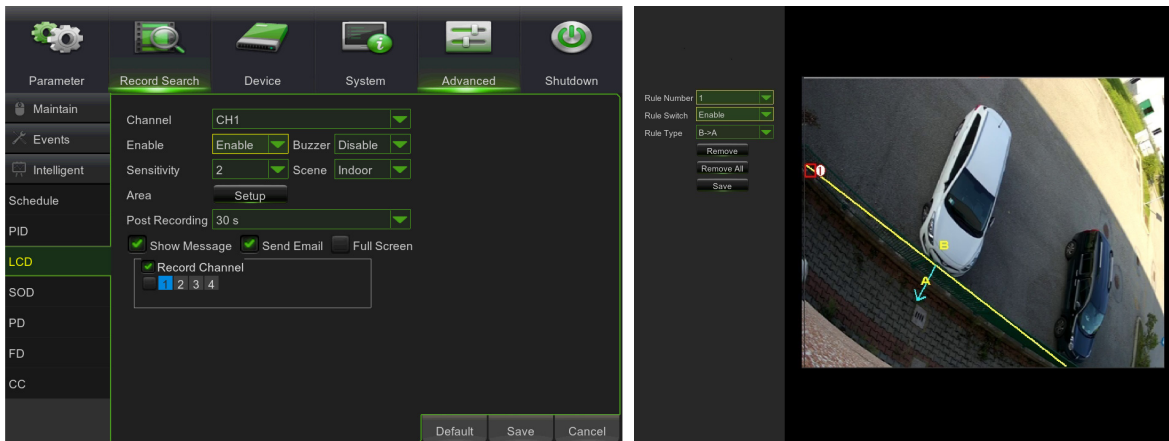 Parameter Record Search Device System Advanced Shutdown
Maintain
Events
Intelligent
Schedule
PID
LCD
SOD
PD
FD
CC
Channel CH1
Enable Enable Buzzer Disable
Sensitivity 2 Scene Indoor
Area Setup
Post Recording 30 s
Show Message Send Email Full Screen
Record Channel
1 2 3 4
Default Save Cancel
Rule Number 1
Rule Switch Enable
Rule Type B->A
Remove
Remove All
Save
1
B
A